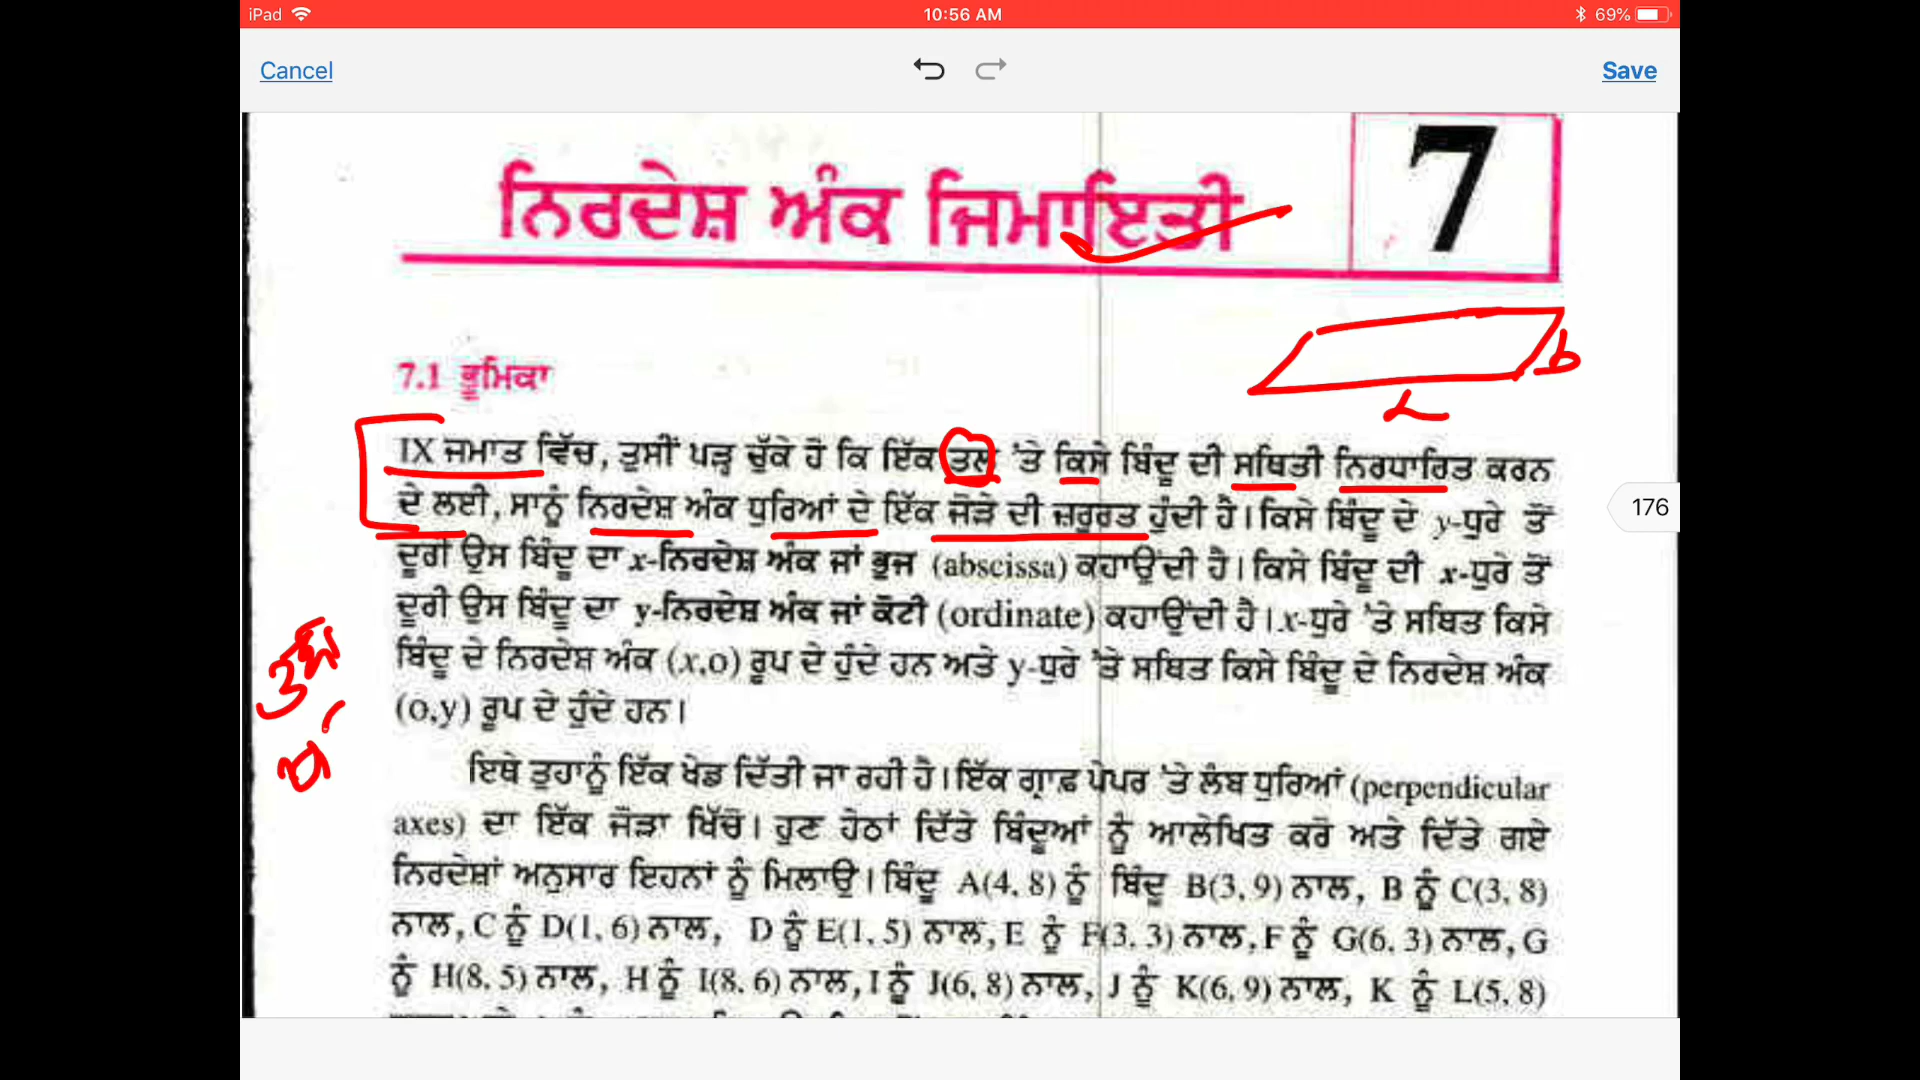 iPad 10:56 AM 69%
Cancel Save
7
ਨਿਰਦੇਸ਼ ਅੰਕ ਜਿਮਾਇਤੀ
7.1 ਭੂਮਿਕਾ
b
L
IX ਜਮਾਤ ਵਿੱਚ, ਤੁਸੀਂ ਪੜ੍ਹ ਚੁੱਕੇ ਹੋ ਕਿ ਇੱਕ ਤਲ 'ਤੇ ਕਿਸੇ ਬਿੰਦੂ ਦੀ ਸਥਿਤੀ ਨਿਰਧਾਰਿਤ ਕਰਨ
ਦੇ ਲਈ, ਸਾਨੂੰ ਨਿਰਦੇਸ਼ ਅੰਕ ਧੁਰਿਆਂ ਦੇ ਇੱਕ ਜੋੜੇ ਦੀ ਜ਼ਰੂਰਤ ਹੁੰਦੀ ਹੈ। ਕਿਸੇ ਬਿੰਦੂ ਦੇ y-ਧੁਰੇ ਤੋਂ
176
ਦੂਰੀ ਉਸ ਬਿੰਦੂ ਦਾ x-ਨਿਰਦੇਸ਼ ਅੰਕ ਜਾਂ ਭੁਜ (abscissa) ਕਹਾਉਂਦੀ ਹੈ। ਕਿਸੇ ਬਿੰਦੂ ਦੀ x-ਧੁਰੇ ਤੋਂ
ਦੂਰੀ ਉਸ ਬਿੰਦੂ ਦਾ y-ਨਿਰਦੇਸ਼ ਅੰਕ ਜਾਂ ਕੋਟੀ (ordinate) ਕਹਾਉਂਦੀ ਹੈ। x-ਧੁਰੇ 'ਤੇ ਸਥਿਤ ਕਿਸੇ
ਬਿੰਦੂ ਦੇ ਨਿਰਦੇਸ਼ ਅੰਕ (x,o) ਰੂਪ ਦੇ ਹੁੰਦੇ ਹਨ ਅਤੇ y-ਧੁਰੇ 'ਤੇ ਸਥਿਤ ਕਿਸੇ ਬਿੰਦੂ ਦੇ ਨਿਰਦੇਸ਼ ਅੰਕ
(o,y) ਰੂਪ ਦੇ ਹੁੰਦੇ ਹਨ।
ਇਥੇ ਤੁਹਾਨੂੰ ਇੱਕ ਖੇਡ ਦਿੱਤੀ ਜਾ ਰਹੀ ਹੈ। ਇੱਕ ਗ੍ਰਾਫ਼ ਪੇਪਰ 'ਤੇ ਲੰਬ ਧੁਰਿਆਂ (perpendicular
axes) ਦਾ ਇੱਕ ਜੋੜਾ ਖਿੱਚੋ। ਹੁਣ ਹੇਠਾਂ ਦਿੱਤੇ ਬਿੰਦੂਆਂ ਨੂੰ ਆਲੇਖਿਤ ਕਰੋ ਅਤੇ ਦਿੱਤੇ ਗਏ
ਨਿਰਦੇਸ਼ਾਂ ਅਨੁਸਾਰ ਇਹਨਾਂ ਨੂੰ ਮਿਲਾਉ। ਬਿੰਦੂ A(4, 8) ਨੂੰ ਬਿੰਦੂ B(3, 9) ਨਾਲ, B ਨੂੰ C(3, 8)
ਨਾਲ, C ਨੂੰ D(1, 6) ਨਾਲ, D ਨੂੰ E(1, 5) ਨਾਲ, E ਨੂੰ F(3, 3) ਨਾਲ, F ਨੂੰ G(6, 3) ਨਾਲ, G
ਨੂੰ H(8, 5) ਨਾਲ, H ਨੂੰ I(8, 6) ਨਾਲ, I ਨੂੰ J(6, 8) ਨਾਲ, J ਨੂੰ K(6, 9) ਨਾਲ, K ਨੂੰ L(5, 8)